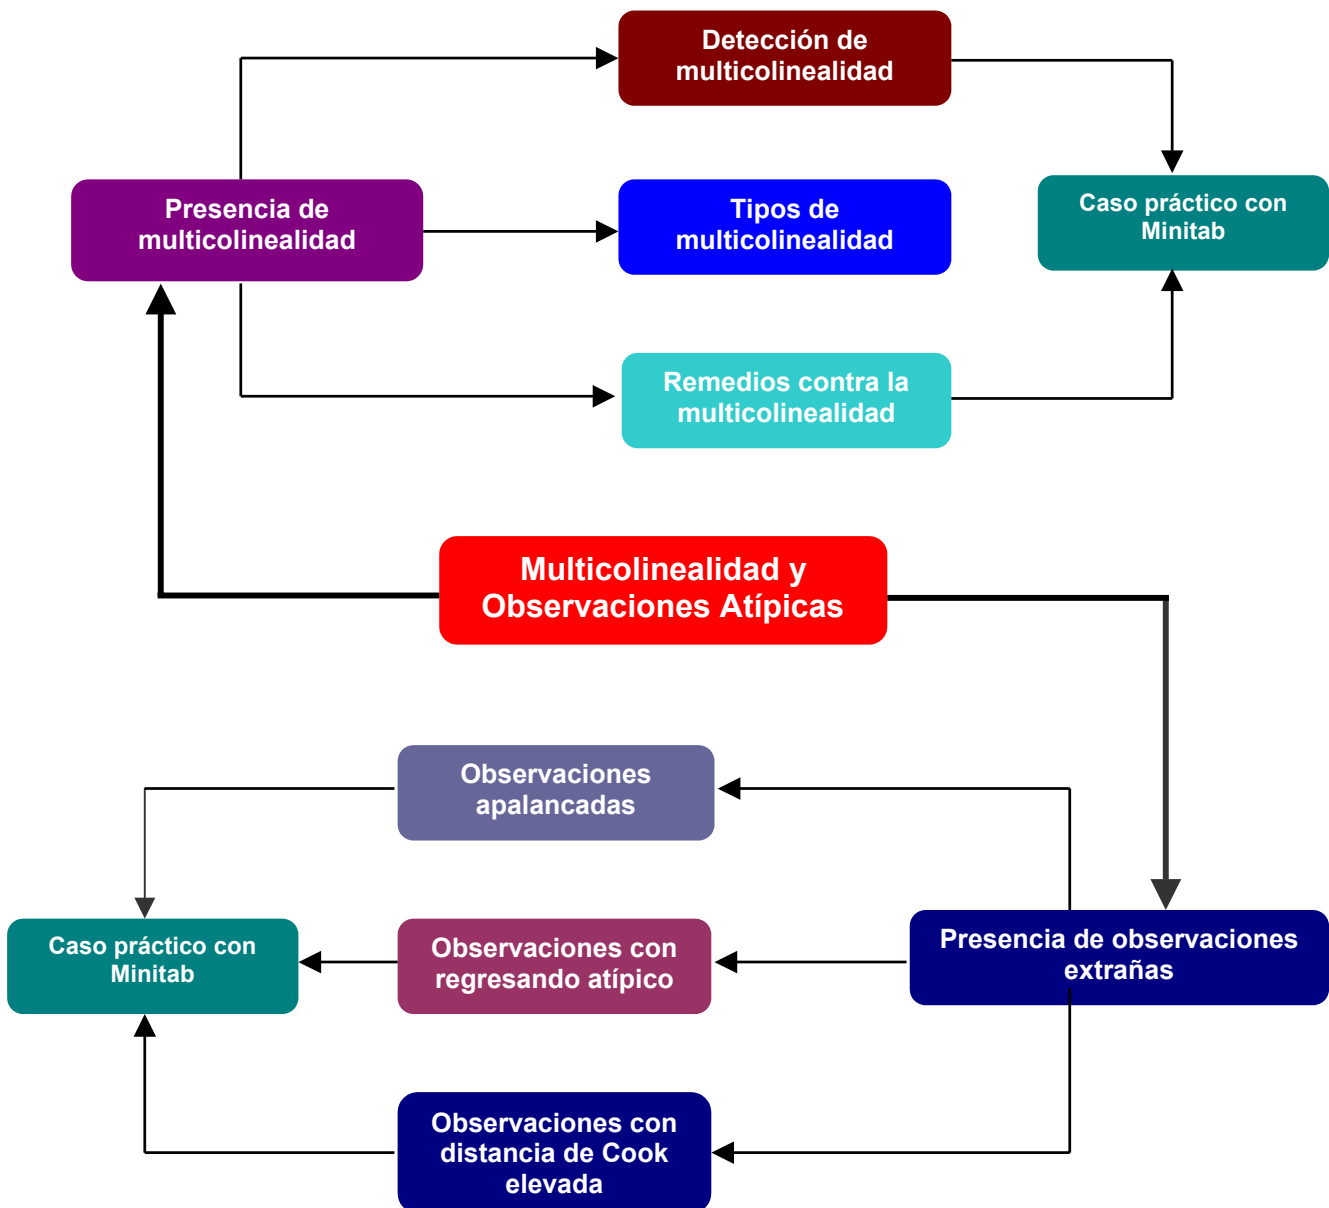 Detección de
multicolinealidad
Presencia de
multicolinealidad
Tipos de
multicolinealidad
Caso práctico con
Minitab
Remedios contra la
multicolinealidad
Multicolinealidad y
Observaciones Atípicas
Observaciones
apalancadas
Caso práctico con
Minitab
Observaciones con
regresando atípico
Presencia de observaciones
extrañas
Observaciones con
distancia de Cook
elevada